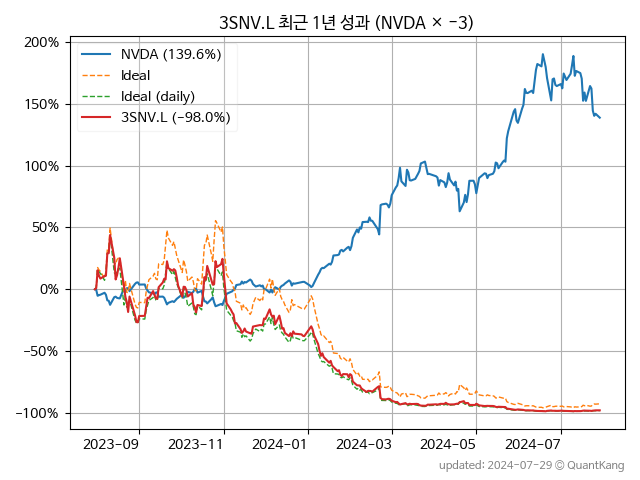 3SNV.L 최근 1년 성과 (NVDA × −3)
NVDA (139.6%)
Ideal
Ideal (daily)
3SNV.L (−98.0%)
200%
150%
100%
50%
0%
−50%
−100%
2023−09
2023−11
2024−01
2024−03
2024−05
2024−07
updated: 2024-07-29 © QuantKang